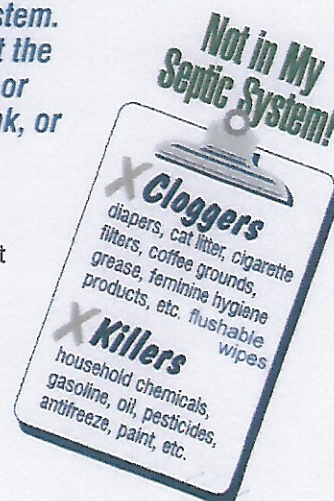 stem.
t the
or
nk, or
t
Not in My
Septic System!
X Cloggers
diapers, cat litter, cigarette
filters, coffee grounds,
grease, feminine hygiene
products, etc. flushable
wipes
X Killers
household chemicals,
gasoline, oil, pesticides,
antifreeze, paint, etc.